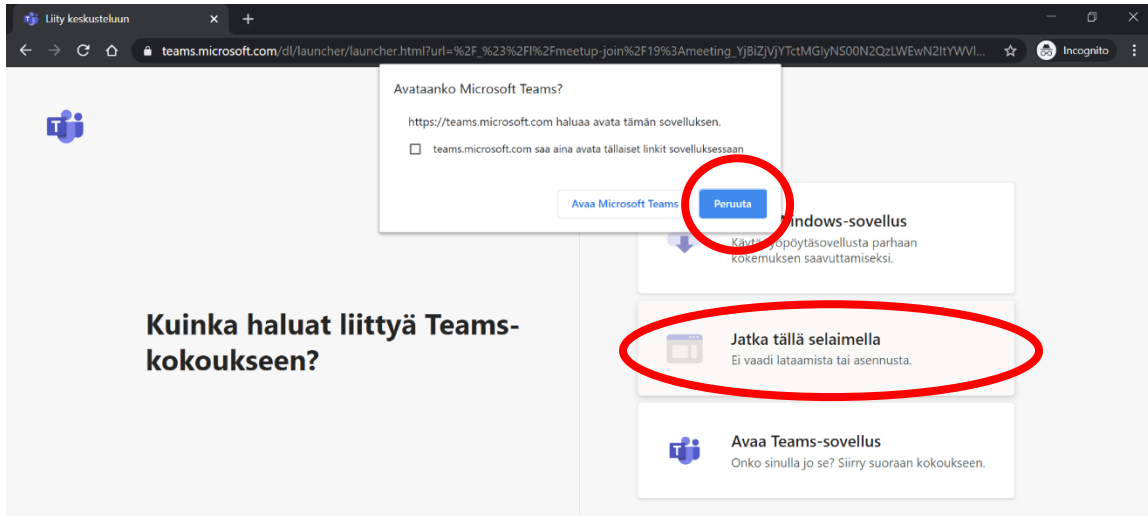 Liity keskusteluun
teams.microsoft.com/dl/launcher/launcher.html?url=%2F_%23%2Fl%2Fmeetup-join%2F19%3Ameeting_YjBiZjVjYTctMGIyNS00N2QzLWEwN2ItYWVl...
Incognito
Avataanko Microsoft Teams?
https://teams.microsoft.com haluaa avata tämän sovelluksen.
teams.microsoft.com saa aina avata tällaiset linkit sovelluksessaan
Avaa Microsoft Teams
Peruuta
indows-sovellus
Käytä työpöytäsovellusta parhaan
kokemuksen saavuttamiseksi.
Kuinka haluat liittyä Teams-
kokoukseen?
Jatka tällä selaimella
Ei vaadi lataamista tai asennusta.
Avaa Teams-sovellus
Onko sinulla jo se? Siirry suoraan kokoukseen.